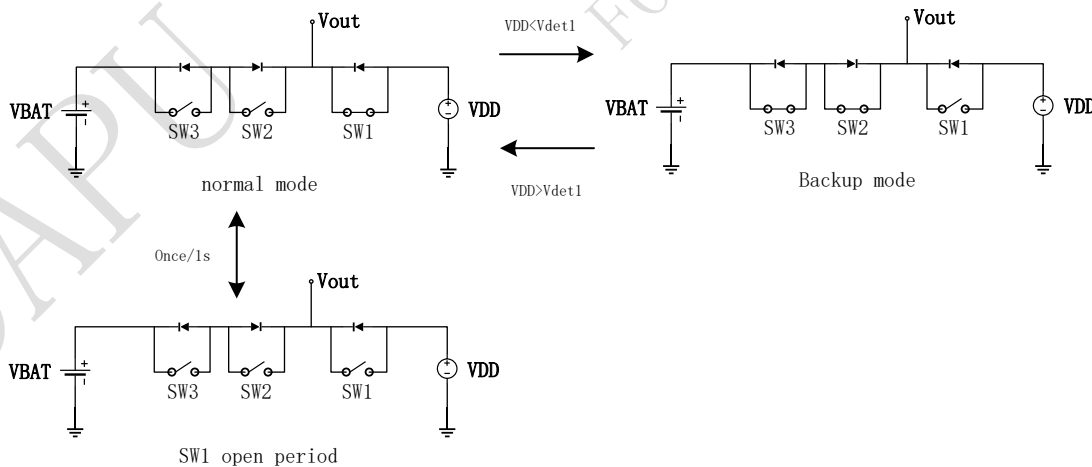 Vout
VBAT
+
-
SW3
SW2
SW1
+
-
VDD
normal mode
VDD<Vdet1
VDD>Vdet1
Vout
VBAT
+
-
SW3
SW2
SW1
+
-
VDD
Backup mode
Once/1s
Vout
VBAT
+
-
SW3
SW2
SW1
+
-
VDD
SW1 open period